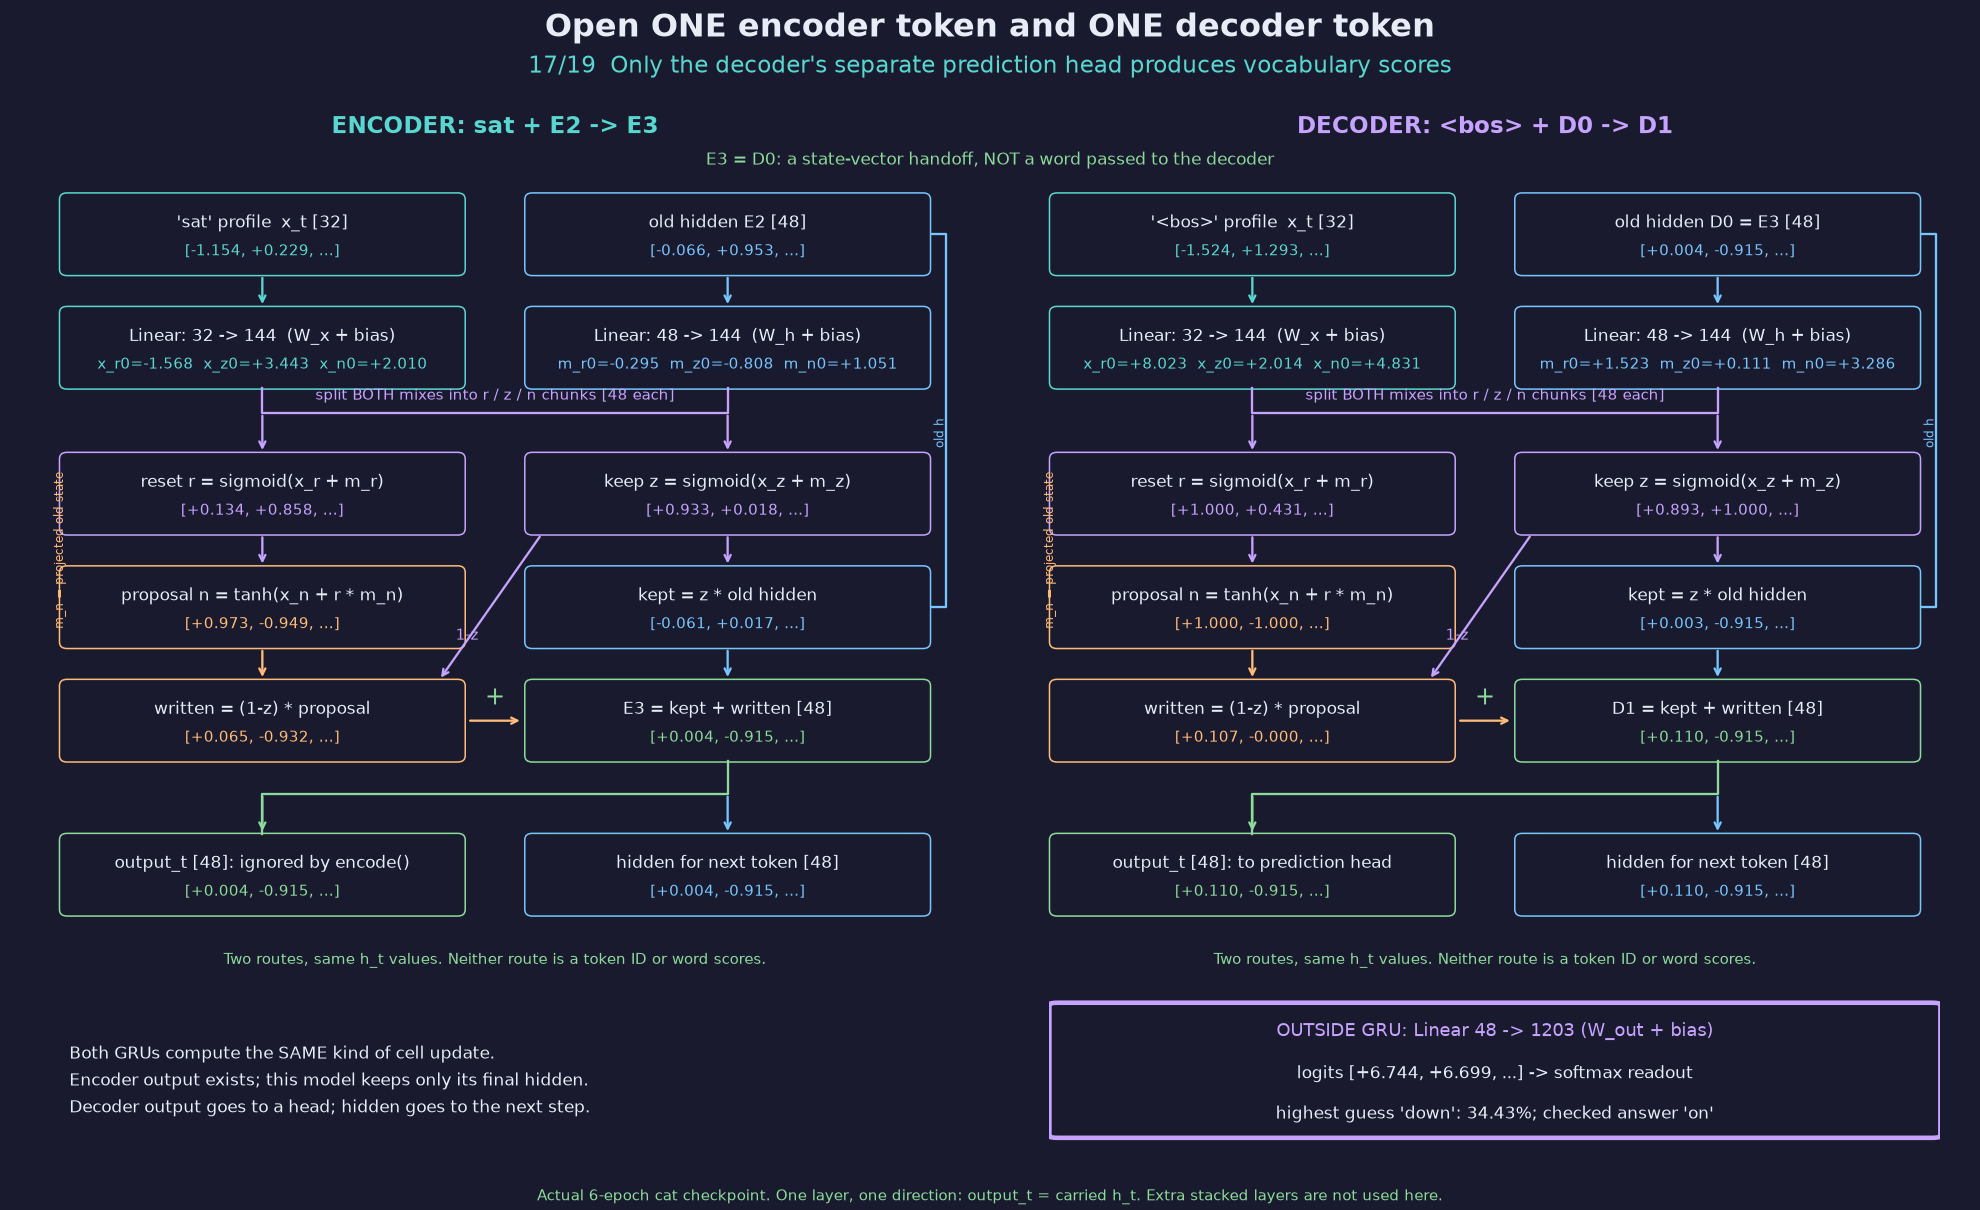 Open ONE encoder token and ONE decoder token
17/19  Only the decoder's separate prediction head produces vocabulary scores
ENCODER: sat + E2 -> E3
DECODER: <bos> + D0 -> D1
E3 = D0: a state-vector handoff, NOT a word passed to the decoder
'sat' profile  x_t [32]
[-1.154, +0.229, ...]
old hidden E2 [48]
[-0.066, +0.953, ...]
Linear: 32 -> 144  (W_x + bias)
x_r0=-1.568  x_z0=+3.443  x_n0=+2.010
Linear: 48 -> 144  (W_h + bias)
m_r0=-0.295  m_z0=-0.808  m_n0=+1.051
split BOTH mixes into r / z / n chunks [48 each]
old h
m_n = projected old state
reset r = sigmoid(x_r + m_r)
[+0.134, +0.858, ...]
keep z = sigmoid(x_z + m_z)
[+0.933, +0.018, ...]
proposal n = tanh(x_n + r * m_n)
[+0.973, -0.949, ...]
kept = z * old hidden
[-0.061, +0.017, ...]
1-z
written = (1-z) * proposal
[+0.065, -0.932, ...]
+
E3 = kept + written [48]
[+0.004, -0.915, ...]
output_t [48]: ignored by encode()
[+0.004, -0.915, ...]
hidden for next token [48]
[+0.004, -0.915, ...]
Two routes, same h_t values. Neither route is a token ID or word scores.
Both GRUs compute the SAME kind of cell update.
Encoder output exists; this model keeps only its final hidden.
Decoder output goes to a head; hidden goes to the next step.
'<bos>' profile  x_t [32]
[-1.524, +1.293, ...]
old hidden D0 = E3 [48]
[+0.004, -0.915, ...]
Linear: 32 -> 144  (W_x + bias)
x_r0=+8.023  x_z0=+2.014  x_n0=+4.831
Linear: 48 -> 144  (W_h + bias)
m_r0=+1.523  m_z0=+0.111  m_n0=+3.286
split BOTH mixes into r / z / n chunks [48 each]
old h
m_n = projected old state
reset r = sigmoid(x_r + m_r)
[+1.000, +0.431, ...]
keep z = sigmoid(x_z + m_z)
[+0.893, +1.000, ...]
proposal n = tanh(x_n + r * m_n)
[+1.000, -1.000, ...]
kept = z * old hidden
[+0.003, -0.915, ...]
1-z
written = (1-z) * proposal
[+0.107, -0.000, ...]
+
D1 = kept + written [48]
[+0.110, -0.915, ...]
output_t [48]: to prediction head
[+0.110, -0.915, ...]
hidden for next token [48]
[+0.110, -0.915, ...]
Two routes, same h_t values. Neither route is a token ID or word scores.
OUTSIDE GRU: Linear 48 -> 1203 (W_out + bias)
logits [+6.744, +6.699, ...] -> softmax readout
highest guess 'down': 34.43%; checked answer 'on'
Actual 6-epoch cat checkpoint. One layer, one direction: output_t = carried h_t. Extra stacked layers are not used here.